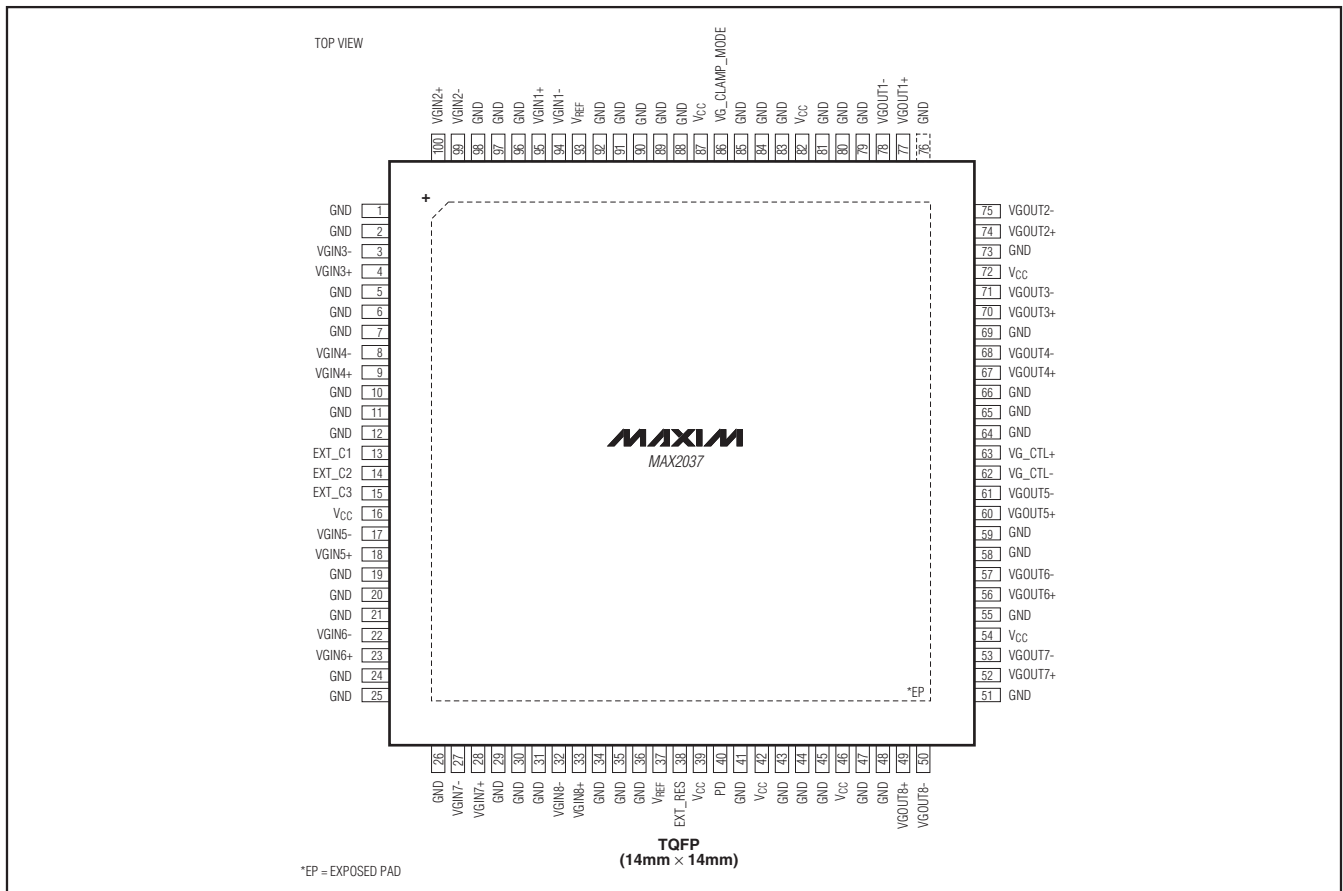 TOP VIEW
VGIN2+ VGIN2- GND GND GND VGIN1+ VGIN1- VREF GND GND GND GND GND VCC VG_CLAMP_MODE GND GND GND VCC GND GND GND VGOUT1- VGOUT1+ GND
100 99 98 97 96 95 94 93 92 91 90 89 88 87 86 85 84 83 82 81 80 79 78 77 76
+
GND 1 75 VGOUT2-
GND 2 74 VGOUT2+
VGIN3- 3 73 GND
VGIN3+ 4 72 VCC
GND 5 71 VGOUT3-
GND 6 70 VGOUT3+
GND 7 69 GND
VGIN4- 8 68 VGOUT4-
VGIN4+ 9 67 VGOUT4+
GND 10 66 GND
GND 11 65 GND
GND 12 64 GND
MAXIM
EXT_C1 13 63 VG_CTL+
MAX2037
EXT_C2 14 62 VG_CTL-
EXT_C3 15 61 VGOUT5-
VCC 16 60 VGOUT5+
VGIN5- 17 59 GND
VGIN5+ 18 58 GND
GND 19 57 VGOUT6-
GND 20 56 VGOUT6+
GND 21 55 GND
VGIN6- 22 54 VCC
VGIN6+ 23 53 VGOUT7-
GND 24 52 VGOUT7+
GND 25 51 GND
*EP
26 27 28 29 30 31 32 33 34 35 36 37 38 39 40 41 42 43 44 45 46 47 48 49 50
GND VGIN7- VGIN7+ GND GND GND VGIN8- VGIN8+ GND GND GND VREF EXT_RES VCC PD GND VCC GND GND GND VCC GND GND VGOUT8+ VGOUT8-
TQFP
(14mm × 14mm)
*EP = EXPOSED PAD